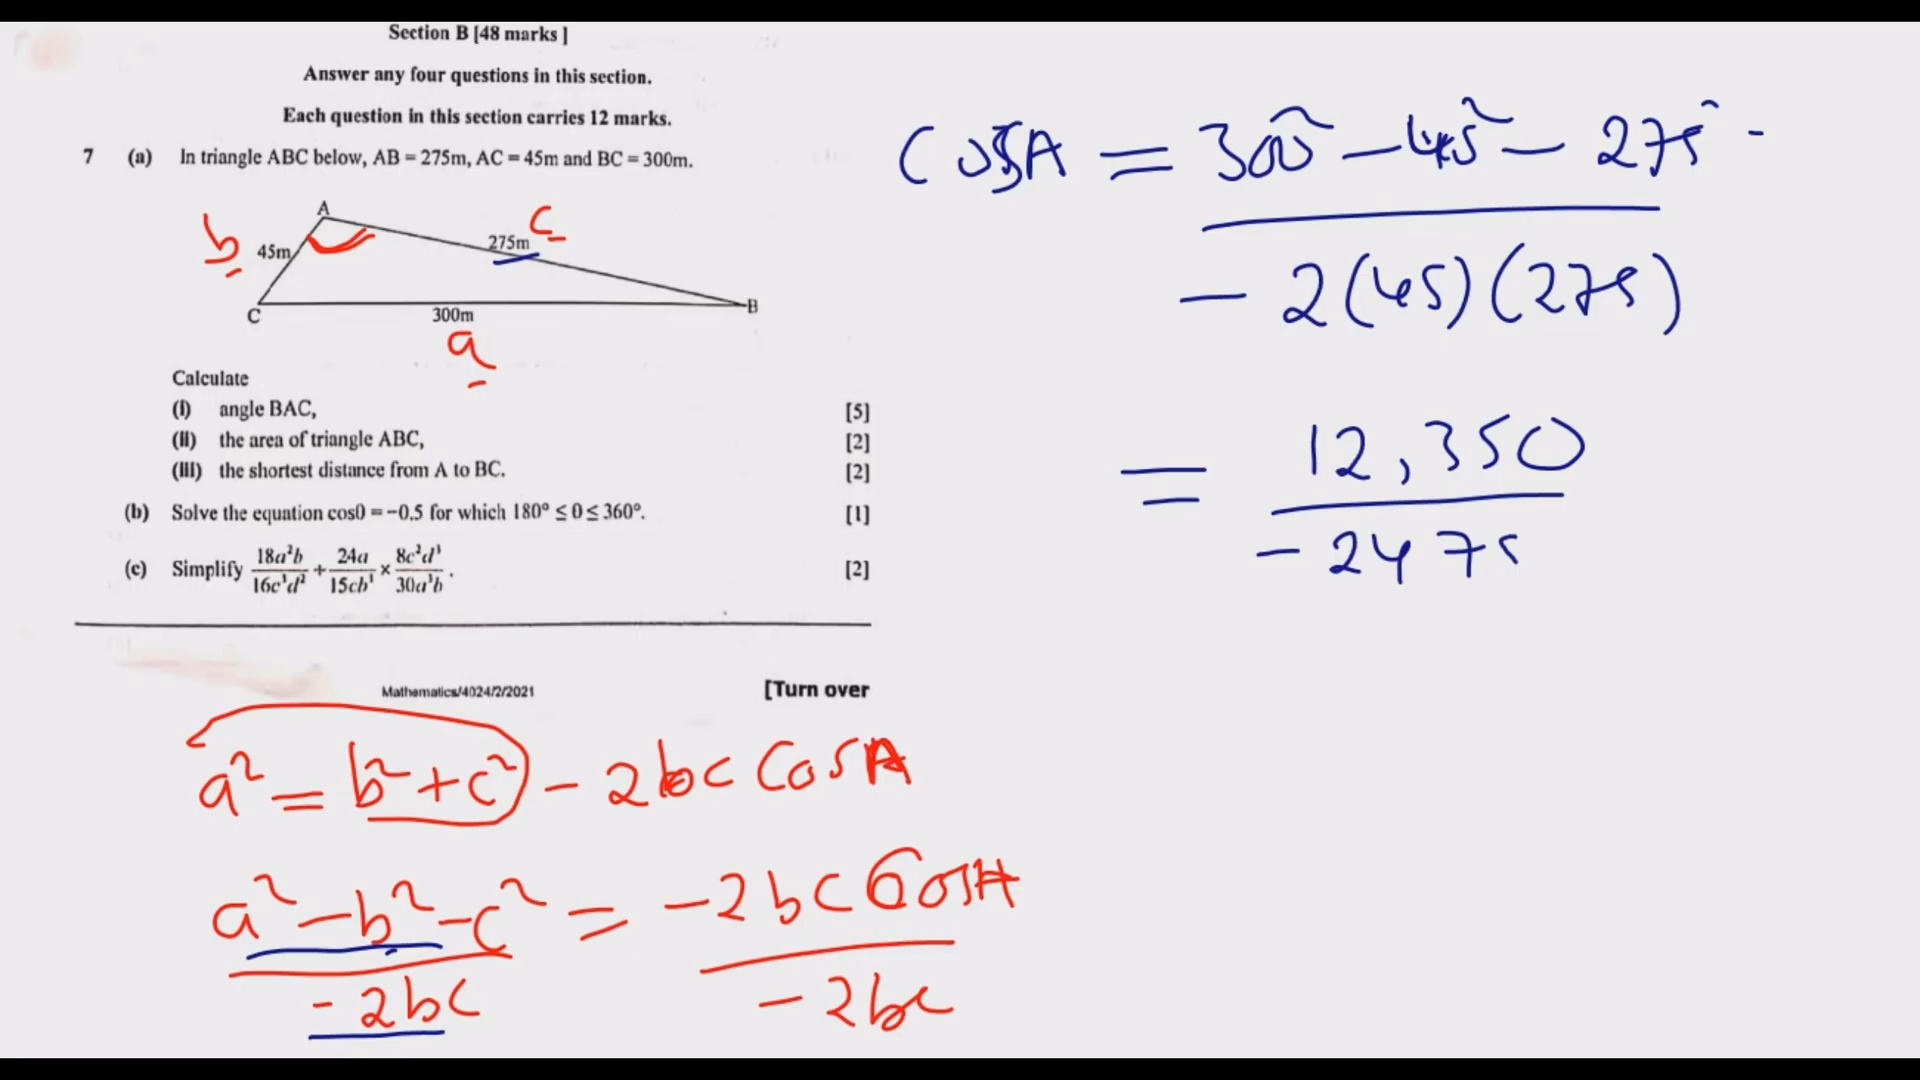 Section B [48 marks ]
Answer any four questions in this section.
Each question in this section carries 12 marks.
7 (a) In triangle ABC below, AB = 275m, AC = 45m and BC = 300m.
A
b 45m 275m c
C 300m B
a
Calculate
(i) angle BAC, [5]
(ii) the area of triangle ABC, [2]
(iii) the shortest distance from A to BC. [2]
(b) Solve the equation cosθ = −0.5 for which 180° ≤ θ ≤ 360°. [1]
(c) Simplify 18a²b/16c³d² + 24a/15cb³ × 8c²d³/30a³b . [2]
Mathematics/4024/2/2021 [Turn over
a² = b² + c² − 2bc Cos A
a² − b² − c² = −2bc Cos A
−2bc −2bc
Cos A = 300² − 45² − 275²
−2(45)(275)
= 12,350
−2475